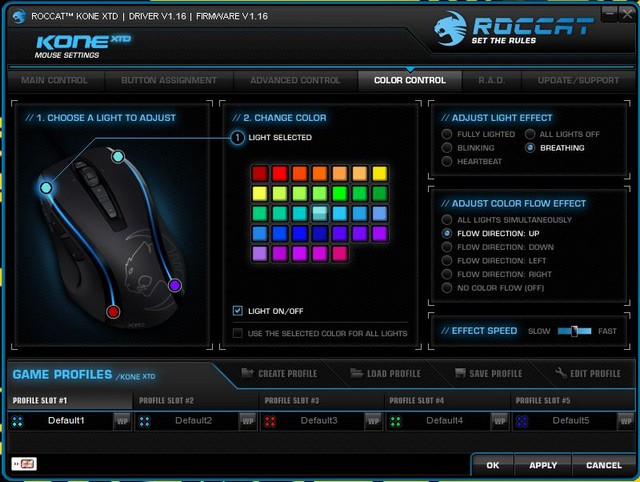 ROCCAT™ KONE XTD | DRIVER V1.16 | FIRMWARE V1.16
KONE XTD
MOUSE SETTINGS
ROCCAT
SET THE RULES
MAIN CONTROL
BUTTON ASSIGNMENT
ADVANCED CONTROL
COLOR CONTROL
R.A.D.
UPDATE/SUPPORT
// 1. CHOOSE A LIGHT TO ADJUST
// 2. CHANGE COLOR
1 LIGHT SELECTED
LIGHT ON/OFF
USE THE SELECTED COLOR FOR ALL LIGHTS
// ADJUST LIGHT EFFECT
FULLY LIGHTED
ALL LIGHTS OFF
BLINKING
BREATHING
HEARTBEAT
// ADJUST COLOR FLOW EFFECT
ALL LIGHTS SIMULTANEOUSLY
FLOW DIRECTION: UP
FLOW DIRECTION: DOWN
FLOW DIRECTION: LEFT
FLOW DIRECTION: RIGHT
NO COLOR FLOW (OFF)
// EFFECT SPEED
SLOW
FAST
GAME PROFILES /KONE XTD
CREATE PROFILE
LOAD PROFILE
SAVE PROFILE
EDIT PROFILE
PROFILE SLOT #1
PROFILE SLOT #2
PROFILE SLOT #3
PROFILE SLOT #4
PROFILE SLOT #5
Default1 WP
Default2 WP
Default3 WP
Default4 WP
Default5 WP
OK
APPLY
CANCEL